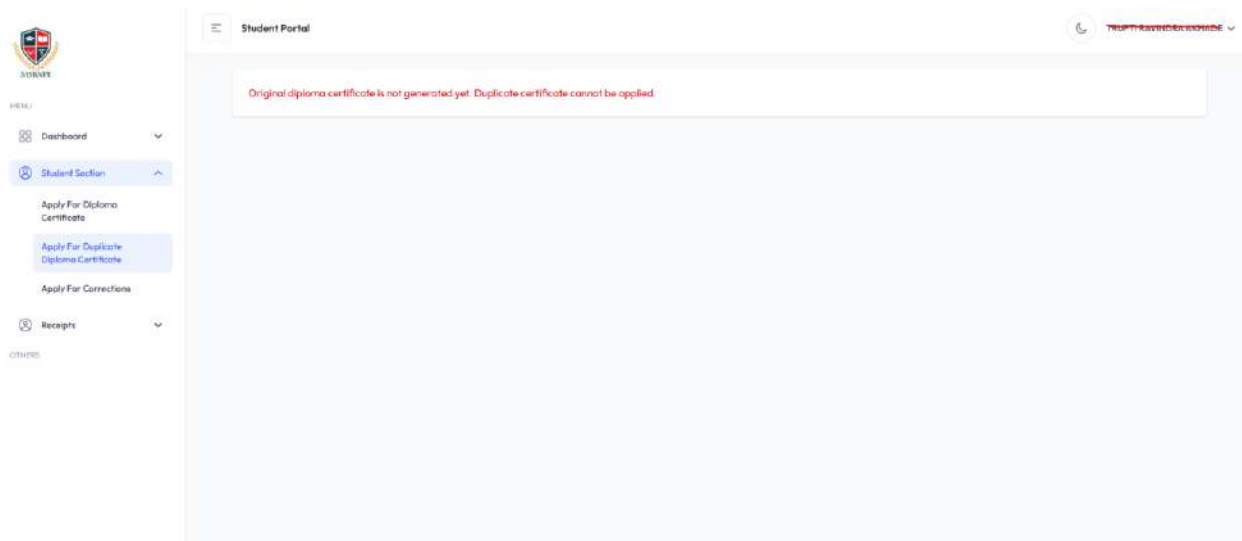 Student Portal
Original diploma certificate is not generated yet. Duplicate certificate cannot be applied.
MENU
Dashboard
Student Section
Apply For Diploma
Certificate
Apply For Duplicate
Diploma Certificate
Apply For Corrections
Receipts
OTHERS